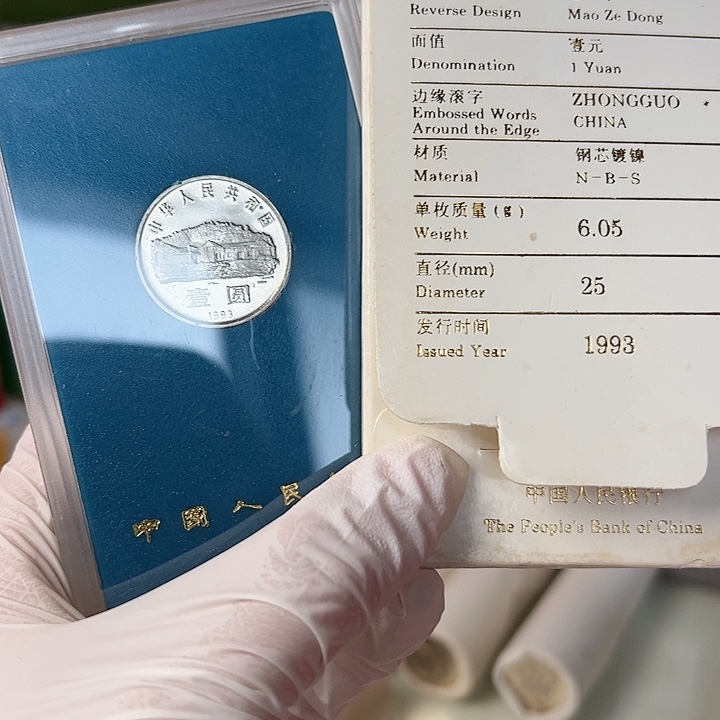 中华人民共和国
壹圆
1993
中国人民
Reverse Design Mao Ze Dong
面值 壹元
Denomination 1 Yuan
边缘滚字 ZHONGGUO
Embossed Words CHINA
Around the Edge
材质 钢芯镀镍
Material N-B-S
单枚质量(g) 6.05
Weight
直径(mm) 25
Diameter
发行时间 1993
Issued Year
中国人民银行
The People's Bank of China